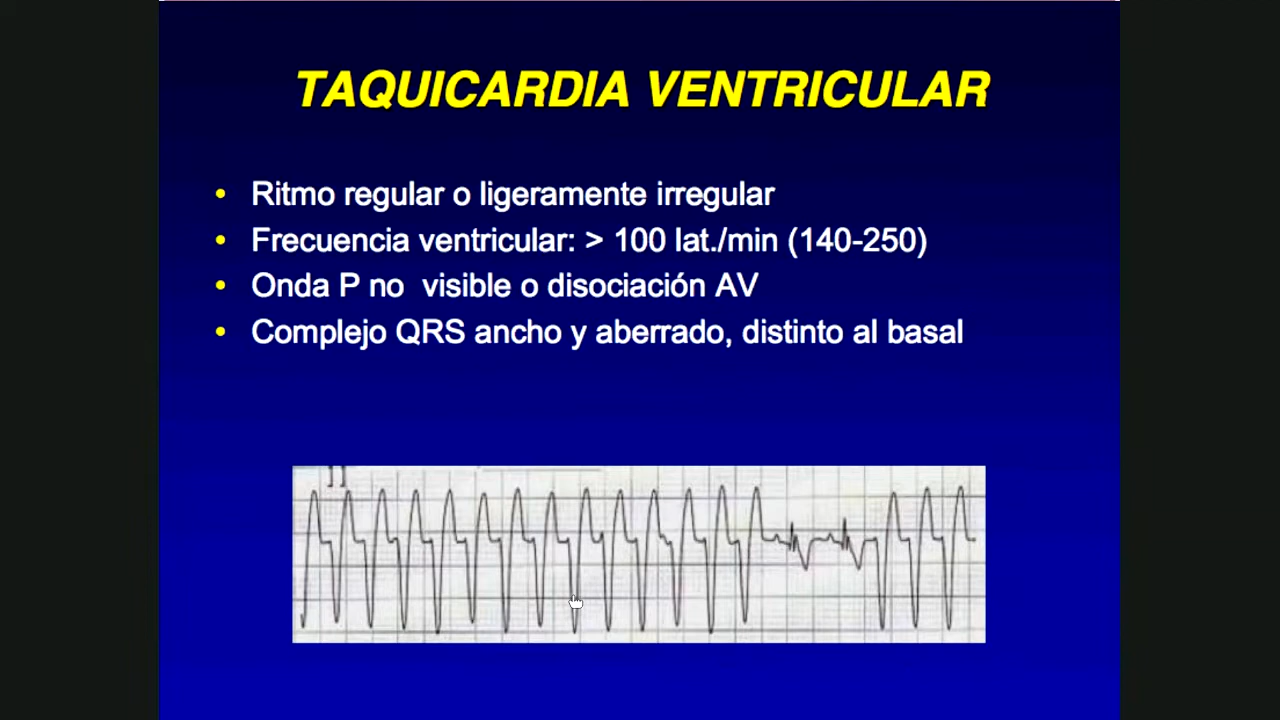 TAQUICARDIA VENTRICULAR
• Ritmo regular o ligeramente irregular
• Frecuencia ventricular: > 100 lat./min (140-250)
• Onda P no visible o disociación AV
• Complejo QRS ancho y aberrado, distinto al basal